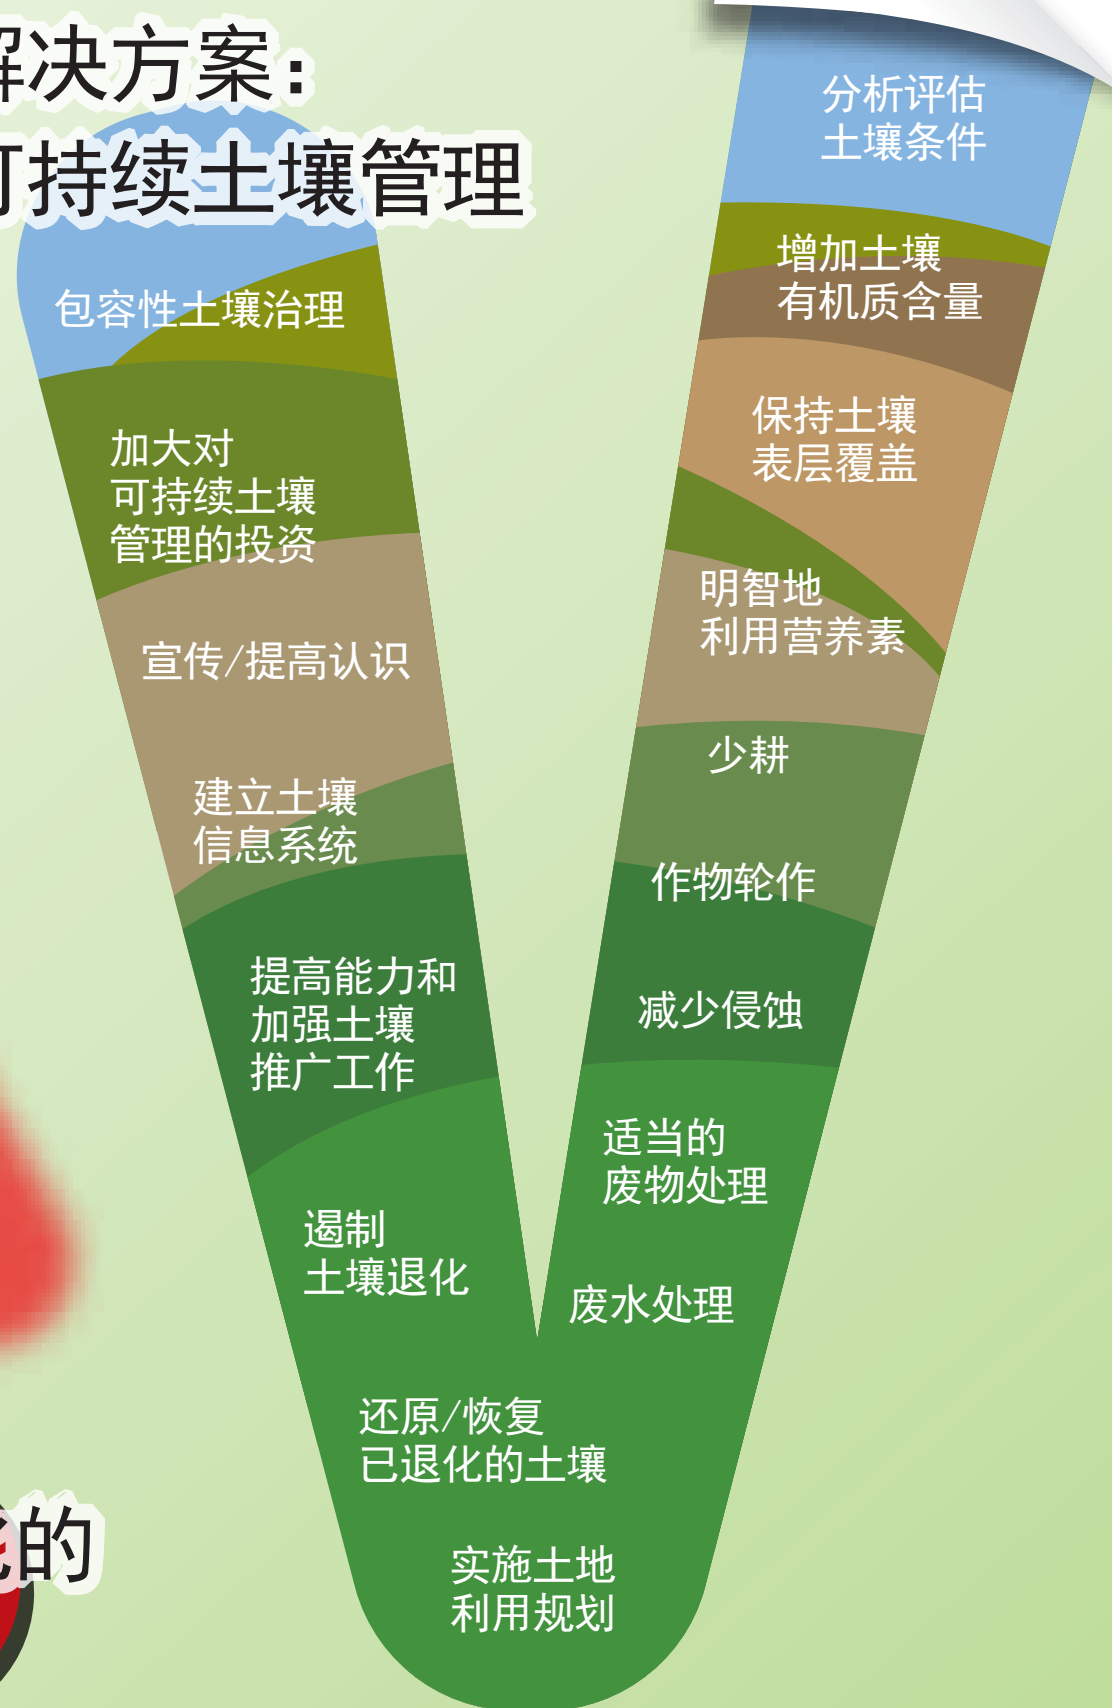 解决方案:
可持续土壤管理
包容性土壤治理
加大对
可持续土壤
管理的投资
宣传/提高认识
建立土壤
信息系统
提高能力和
加强土壤
推广工作
遏制
土壤退化
还原/恢复
已退化的土壤
实施土地
利用规划
分析评估
土壤条件
增加土壤
有机质含量
保持土壤
表层覆盖
明智地
利用营养素
少耕
作物轮作
减少侵蚀
适当的
废物处理
废水处理
的